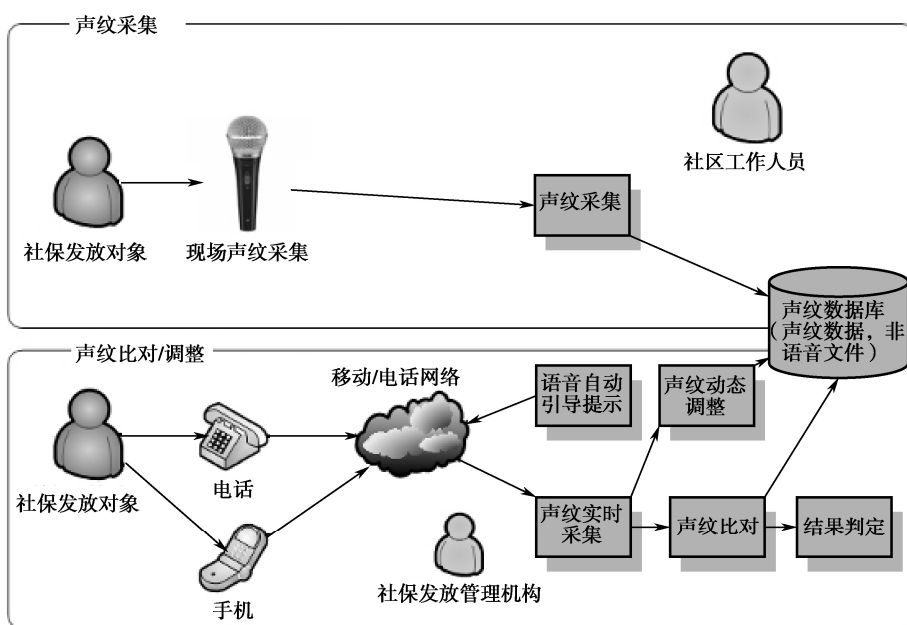 声纹采集
社区工作人员
社保发放对象
现场声纹采集
声纹采集
声纹数据库
（声纹数据，非
语音文件）
声纹比对/调整
移动/电话网络
语音自动
引导提示
声纹动态
调整
社保发放对象
电话
手机
社保发放管理机构
声纹实时
采集
声纹比对
结果判定